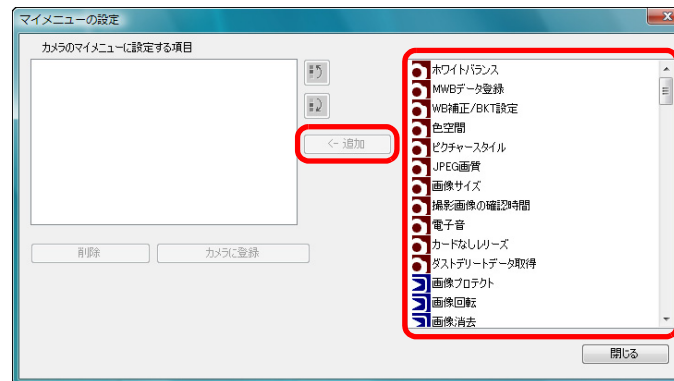 マイメニューの設定
カメラのマイメニューに設定する項目
<- 追加
削除
カメラに登録
ホワイトバランス
MWBデータ登録
WB補正/BKT設定
色空間
ピクチャースタイル
JPEG画質
画像サイズ
撮影画像の確認時間
電子音
カードなしレリーズ
ダストデリートデータ取得
画像プロテクト
画像回転
画像消去
閉じる